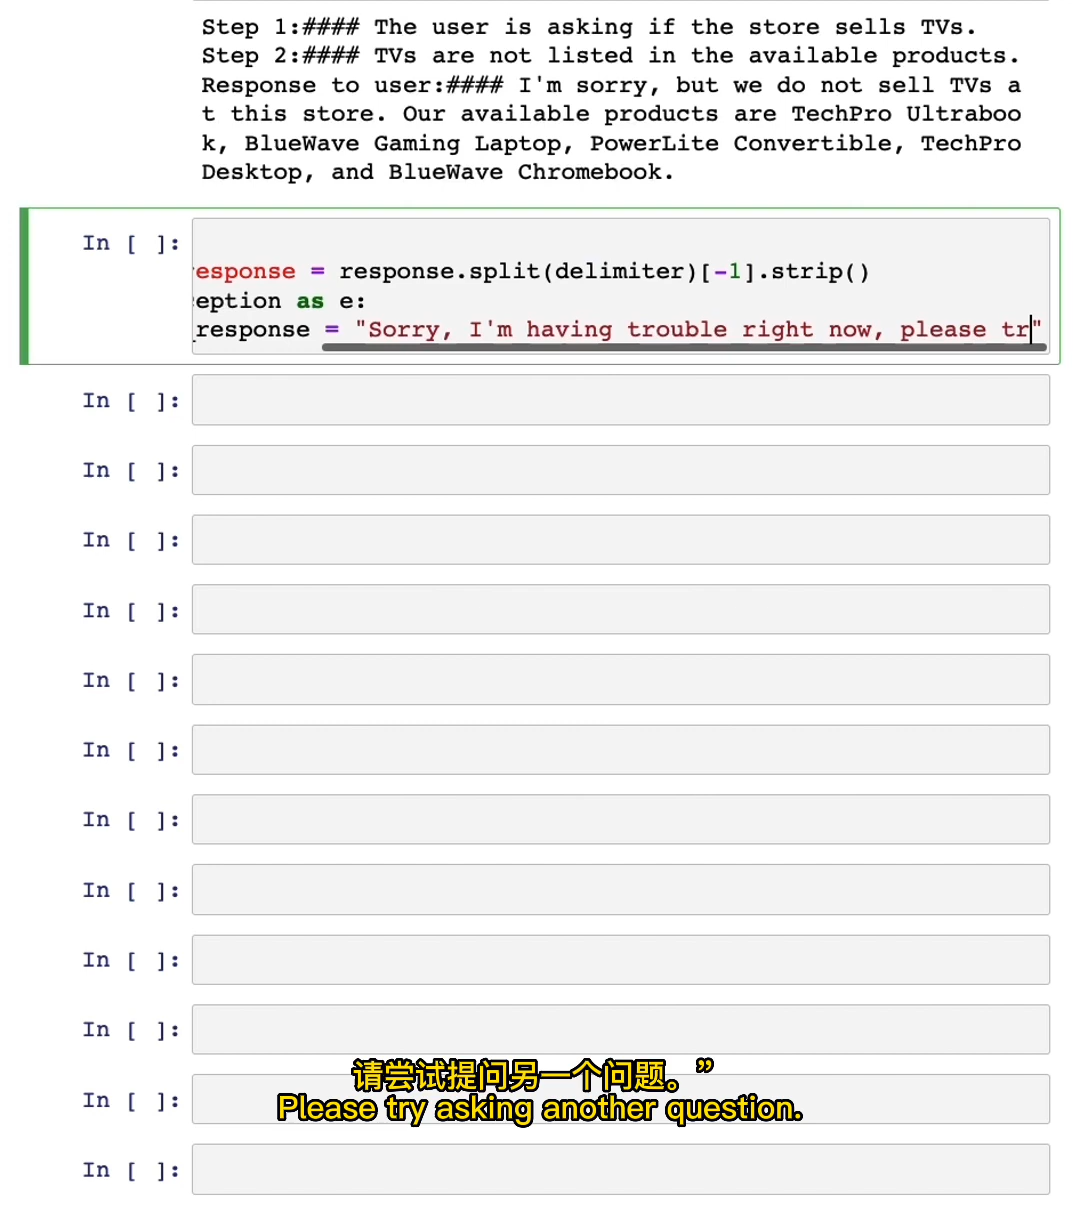 Step 1:#### The user is asking if the store sells TVs.
Step 2:#### TVs are not listed in the available products.
Response to user:#### I'm sorry, but we do not sell TVs a
t this store. Our available products are TechPro Ultraboo
k, BlueWave Gaming Laptop, PowerLite Convertible, TechPro
Desktop, and BlueWave Chromebook.
In [ ]:
response = response.split(delimiter)[-1].strip()
eption as e:
_response = "Sorry, I'm having trouble right now, please tr"
In [ ]:
In [ ]:
In [ ]:
In [ ]:
In [ ]:
In [ ]:
In [ ]:
In [ ]:
In [ ]:
In [ ]:
请尝试提问另一个问题。”
In [ ]:
Please try asking another question.
In [ ]: